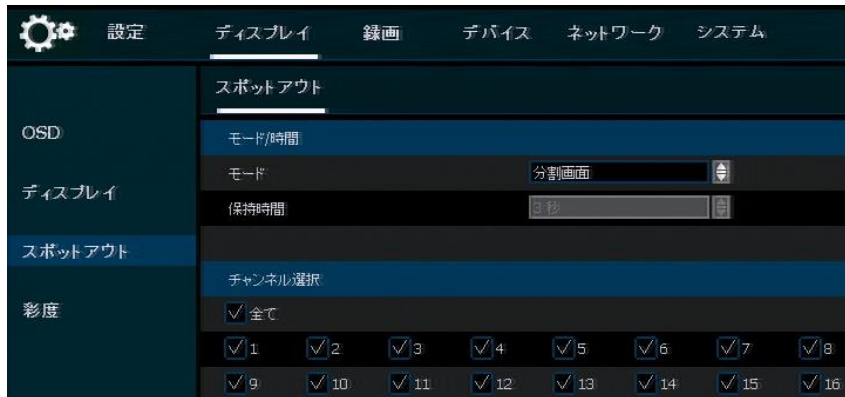 設定 ディスプレイ 録画 デバイス ネットワーク システム
スポットアウト
OSD
ディスプレイ
スポットアウト
彩度
モード/時間
モード 分割画面
保持時間 3 秒
チャンネル選択
全て
1 2 3 4 5 6 7 8
9 10 11 12 13 14 15 16